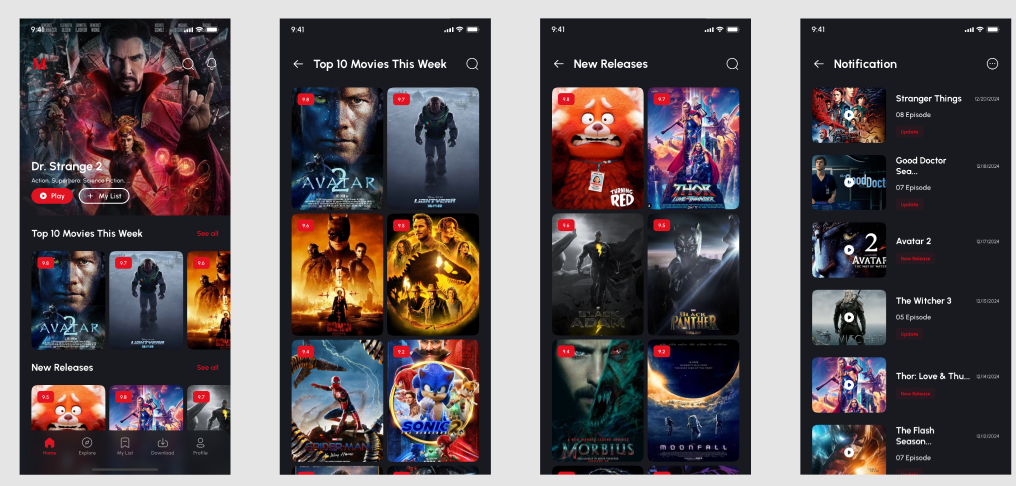 9:41
M
Dr. Strange 2
Action, Superhero, Science Fiction...
Play
My List
Top 10 Movies This Week
See all
9.8
9.7
9.6
AVATAR
2
LIGHTYEAR
New Releases
See all
9.5
9.8
9.7
Home
Explore
My List
Download
Profile
9:41
Top 10 Movies This Week
9.8
9.7
AVATAR
2
LIGHTYEAR
9.6
9.5
9.4
9.2
SPIDER-MAN
SONIC
2
9:41
New Releases
9.8
9.7
TURNING
RED
THOR
LOVE AND THUNDER
9.6
9.5
BLACK
ADAM
BLACK
PANTHER
9.4
9.2
MORBIUS
MOONFALL
9:41
Notification
Stranger Things
12/20/2024
08 Episode
Update
Good Doctor
Sea...
07 Episode
Update
2
AVATAR
Avatar 2
12/17/2024
New Release
The Witcher 3
12/15/2024
05 Episode
Update
Thor: Love & Thu...
12/14/2024
New Release
The Flash
Season...
07 Episode